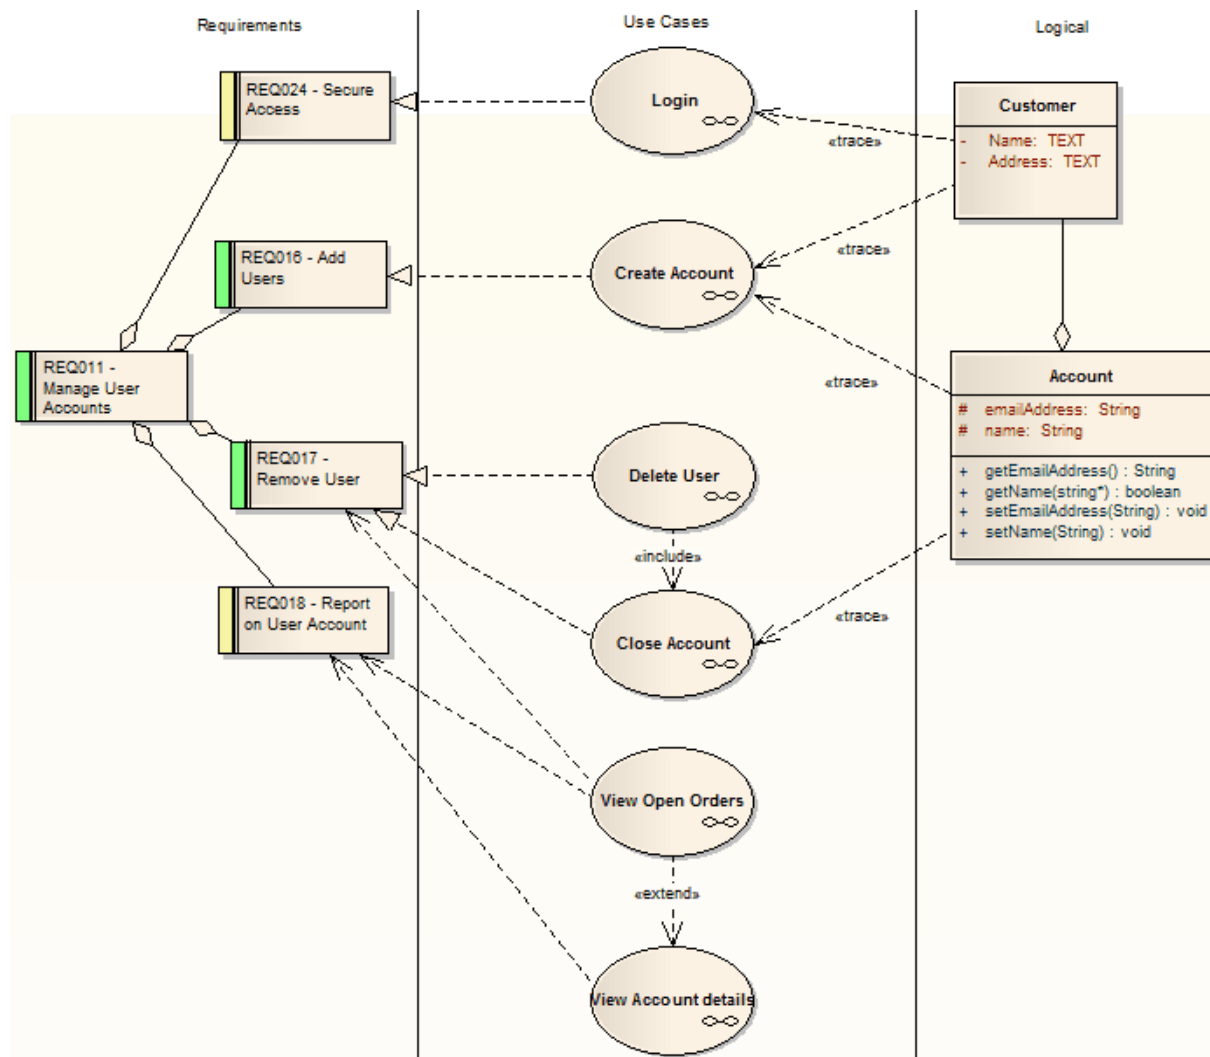 Requirements
Use Cases
Logical
REQ024 - Secure
Access
Login
Customer
- Name: TEXT
- Address: TEXT
«trace»
REQ016 - Add
Users
Create Account
«trace»
REQ011 -
Manage User
Accounts
«trace»
Account
# emailAddress: String
# name: String
+ getEmailAddress() : String
+ getName(string*) : boolean
+ setEmailAddress(String) : void
+ setName(String) : void
REQ017 -
Remove User
Delete User
«include»
REQ018 - Report
on User Account
Close Account
«trace»
View Open Orders
«extend»
View Account details